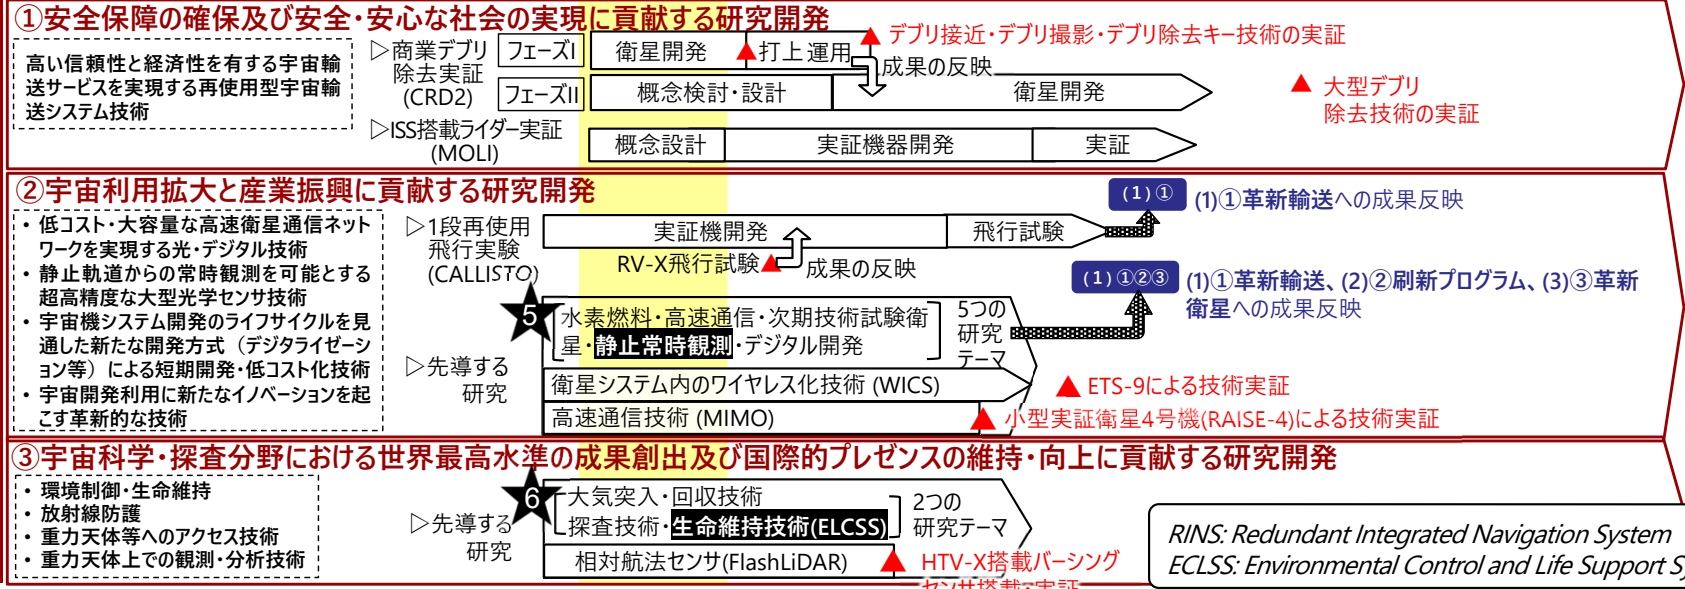 ①安全保障の確保及び安全・安心な社会の実現に貢献する研究開発
高い信頼性と経済性を有する宇宙輸
送サービスを実現する再使用型宇宙輸
送システム技術
▷商業デブリ
除去実証
(CRD2)
フェーズI
衛星開発
▲打上運用
▲デブリ接近・デブリ撮影・デブリ除去キー技術の実証
成果の反映
フェーズII
概念検討・設計
衛星開発
▲大型デブリ
除去技術の実証
▷ISS搭載ライダー実証
(MOLI)
概念設計
実証機器開発
実証
②宇宙利用拡大と産業振興に貢献する研究開発
• 低コスト・大容量な高速衛星通信ネット
ワークを実現する光・デジタル技術
• 静止軌道からの常時観測を可能とする
超高精度な大型光学センサ技術
• 宇宙機システム開発のライフサイクルを見
通した新たな開発方式（デジタライゼーシ
ョン等）による短期開発・低コスト化技術
• 宇宙開発利用に新たなイノベーションを起
こす革新的な技術
▷1段再使用
飛行実験
(CALLISTO)
実証機開発
飛行試験
(1)①
(1)①革新輸送への成果反映
RV-X飛行試験▲
成果の反映
5
水素燃料・高速通信・次期技術試験衛
星・静止常時観測・デジタル開発
5つの
研究
テーマ
(1)①②③
(1)①革新輸送、(2)②刷新プログラム、(3)③革新
衛星への成果反映
▷先導する
研究
衛星システム内のワイヤレス化技術 (WICS)
▲ETS-9による技術実証
高速通信技術 (MIMO)
▲小型実証衛星4号機(RAISE-4)による技術実証
③宇宙科学・探査分野における世界最高水準の成果創出及び国際的プレゼンスの維持・向上に貢献する研究開発
• 環境制御・生命維持
• 放射線防護
• 重力天体等へのアクセス技術
• 重力天体上での観測・分析技術
▷先導する
研究
6
大気突入・回収技術
探査技術・生命維持技術(ELCSS)
2つの
研究テーマ
相対航法センサ(FlashLiDAR)
▲HTV-X搭載バーシング
センサ搭載・実証
RINS: Redundant Integrated Navigation System
ECLSS: Environmental Control and Life Support Sy